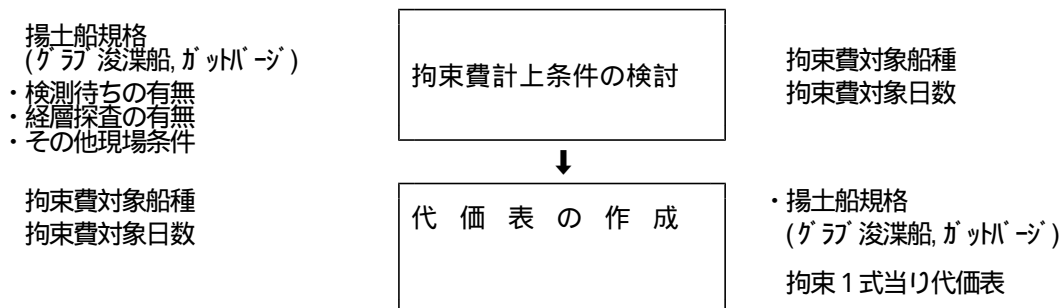 揚土船規格
(ｸﾞﾗﾌﾞ浚渫船,ｶﾞｯﾄﾊﾞｰｼﾞ)
・検測待ちの有無
・経層探査の有無
・その他現場条件
拘束費計上条件の検討
拘束費対象船種
拘束費対象日数
⬇
拘束費対象船種
拘束費対象日数
代 価 表 の 作 成
・揚土船規格
(ｸﾞﾗﾌﾞ浚渫船,ｶﾞｯﾄﾊﾞｰｼﾞ)
拘束１式当り代価表